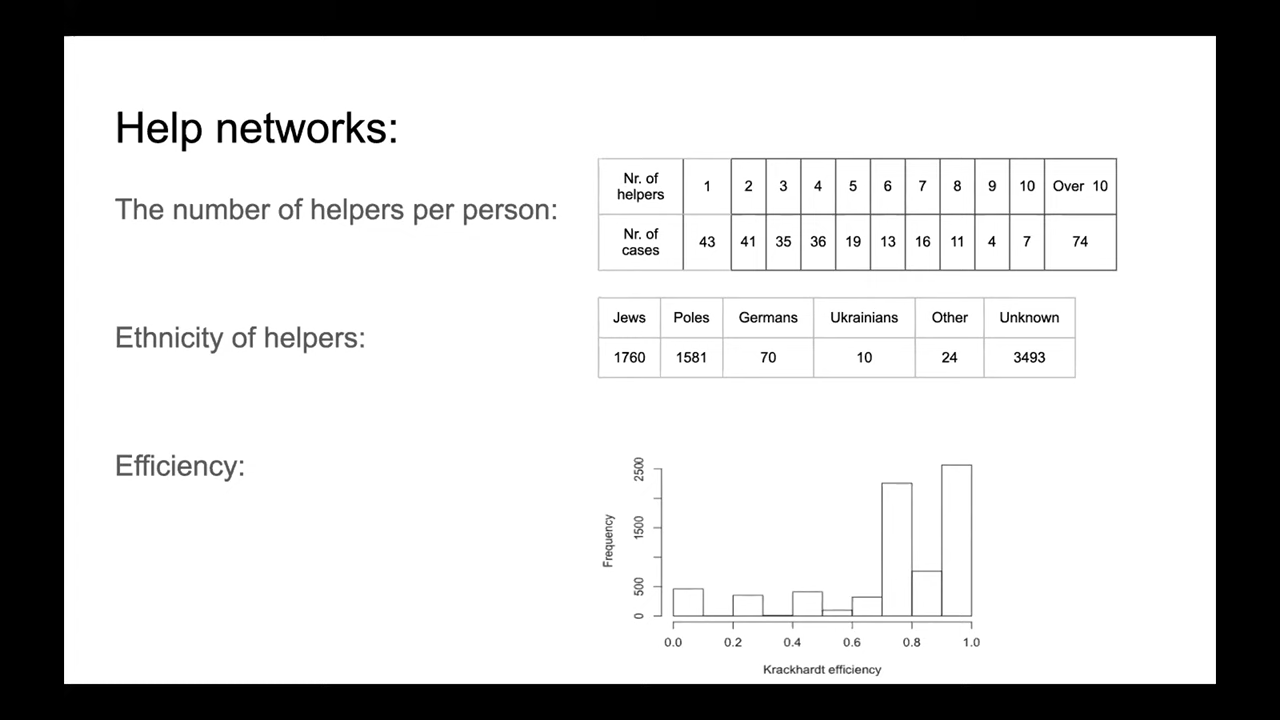 Help networks:
The number of helpers per person:
Nr. of helpers 1 2 3 4 5 6 7 8 9 10 Over 10
Nr. of cases 43 41 35 36 19 13 16 11 4 7 74
Ethnicity of helpers:
Jews Poles Germans Ukrainians Other Unknown
1760 1581 70 10 24 3493
Efficiency:
2500
1500
500
0
Frequency
0.0 0.2 0.4 0.6 0.8 1.0
Krackhardt efficiency